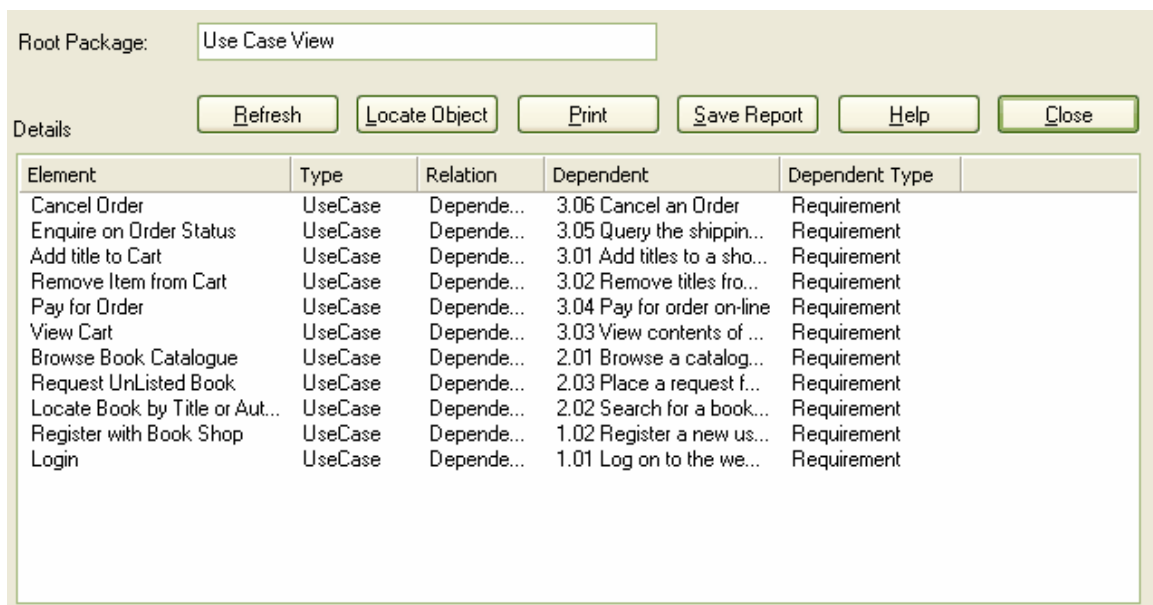 Root Package: Use Case View
Refresh Locate Object Print Save Report Help Close
Details
Element Type Relation Dependent Dependent Type
Cancel Order UseCase Depende... 3.06 Cancel an Order Requirement
Enquire on Order Status UseCase Depende... 3.05 Query the shippin... Requirement
Add title to Cart UseCase Depende... 3.01 Add titles to a sho... Requirement
Remove Item from Cart UseCase Depende... 3.02 Remove titles fro... Requirement
Pay for Order UseCase Depende... 3.04 Pay for order on-line Requirement
View Cart UseCase Depende... 3.03 View contents of ... Requirement
Browse Book Catalogue UseCase Depende... 2.01 Browse a catalog... Requirement
Request UnListed Book UseCase Depende... 2.03 Place a request f... Requirement
Locate Book by Title or Aut... UseCase Depende... 2.02 Search for a book... Requirement
Register with Book Shop UseCase Depende... 1.02 Register a new us... Requirement
Login UseCase Depende... 1.01 Log on to the we... Requirement